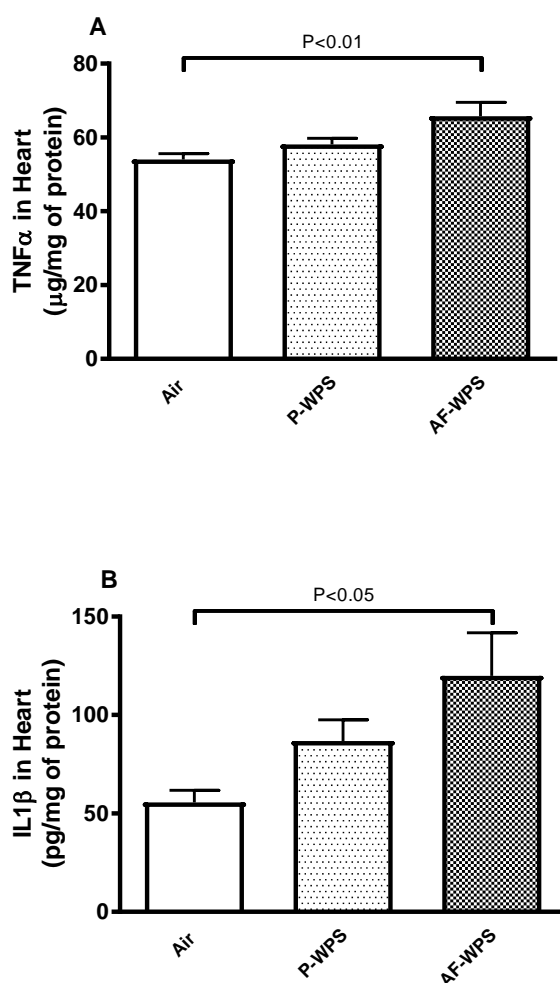 A
P<0.01
TNFα in Heart
(μg/mg of protein)
80
60
40
20
0
Air
P-WPS
AF-WPS
B
P<0.05
IL1β in Heart
(pg/mg of protein)
150
100
50
0
Air
P-WPS
AF-WPS